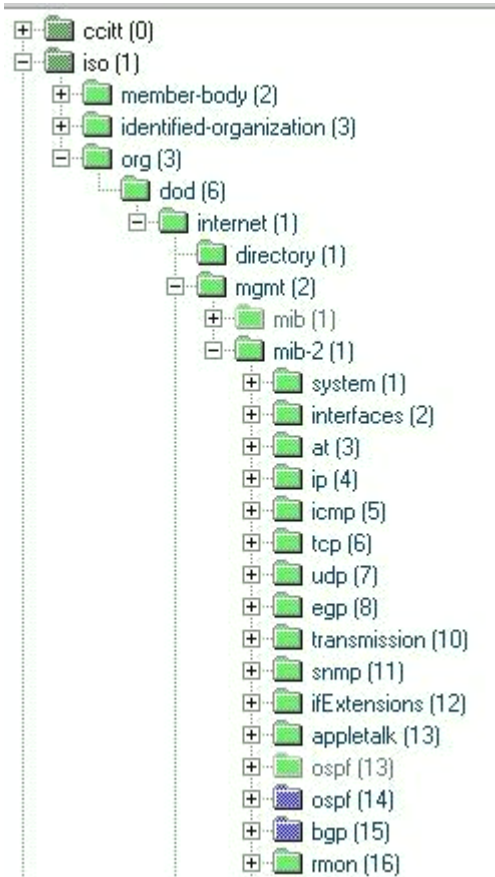 ccitt (0)
iso (1)
member-body (2)
identified-organization (3)
org (3)
dod (6)
internet (1)
directory (1)
mgmt (2)
mib (1)
mib-2 (1)
system (1)
interfaces (2)
at (3)
ip (4)
icmp (5)
tcp (6)
udp (7)
egp (8)
transmission (10)
snmp (11)
ifExtensions (12)
appletalk (13)
ospf (13)
ospf (14)
bgp (15)
rmon (16)